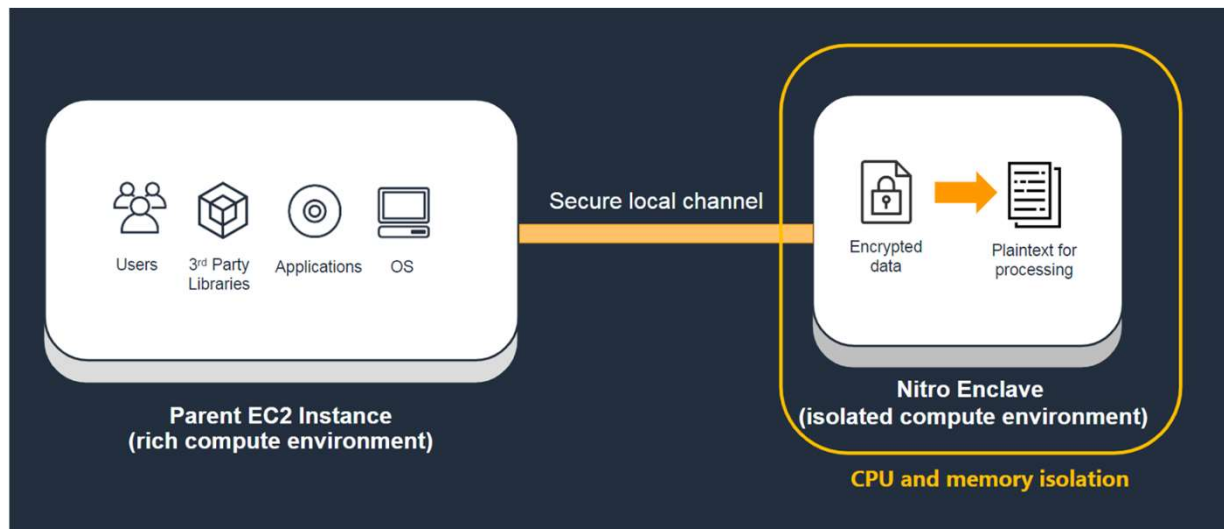 Users
3rd Party
Libraries
Applications
OS
Parent EC2 Instance
(rich compute environment)
Secure local channel
Encrypted
data
Plaintext for
processing
Nitro Enclave
(isolated compute environment)
CPU and memory isolation